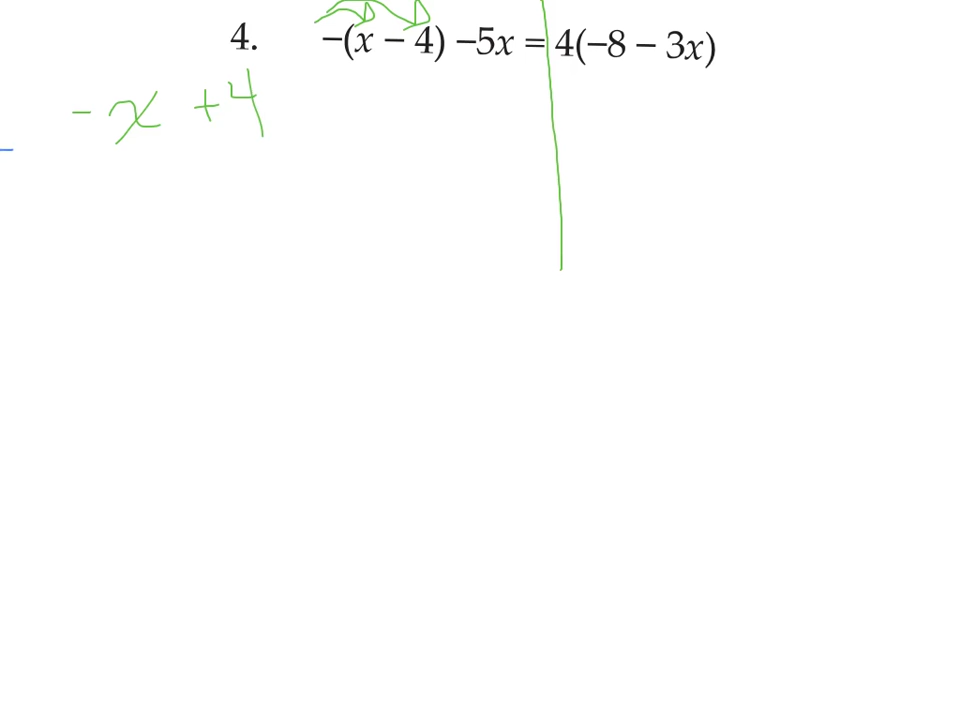 4. −(x − 4) −5x = 4(−8 − 3x)
- x + 4